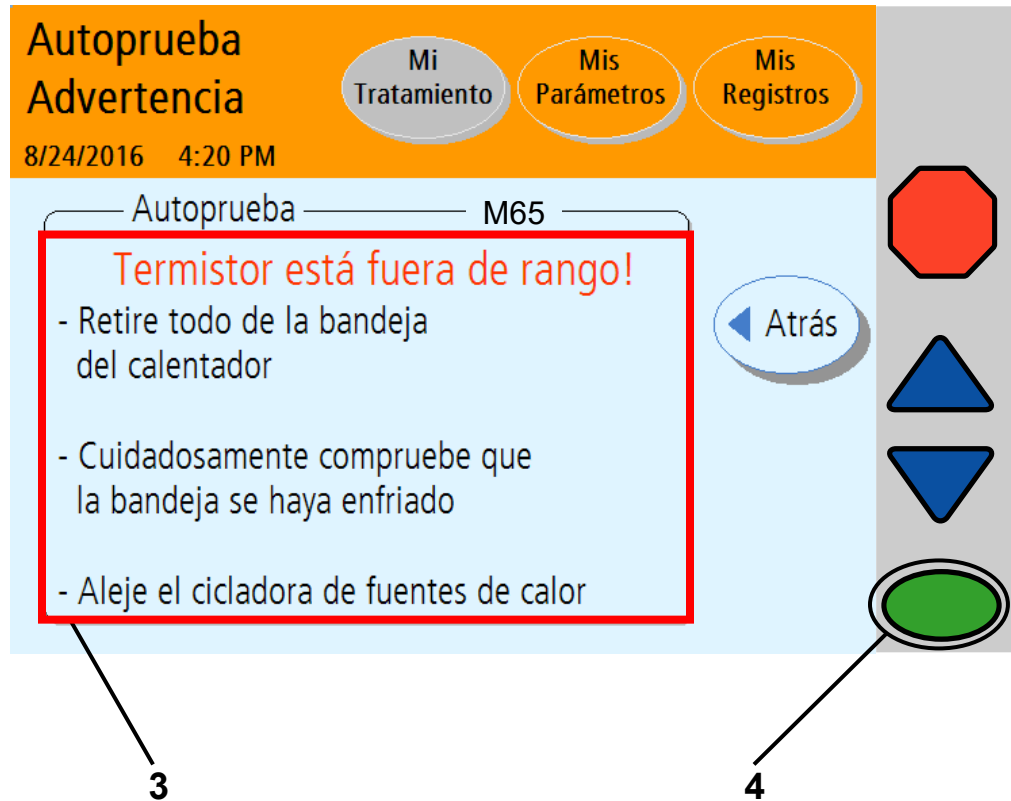 Autoprueba
Advertencia
8/24/2016 4:20 PM
Mi
Tratamiento
Mis
Parámetros
Mis
Registros
Autoprueba M65
Termistor está fuera de rango!
- Retire todo de la bandeja
del calentador
- Cuidadosamente compruebe que
la bandeja se haya enfriado
- Aleje el cicladora de fuentes de calor
Atrás
3
4